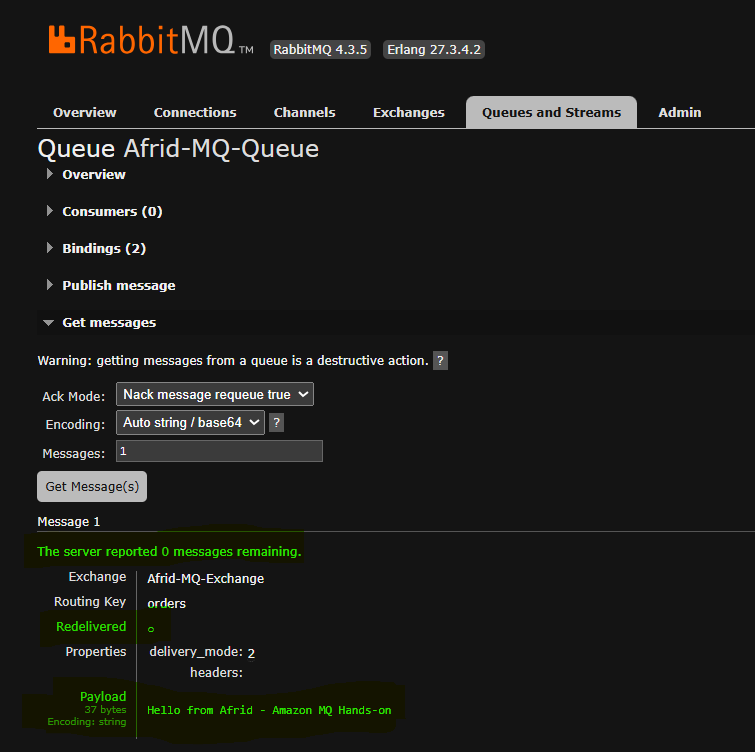 RabbitMQ TM RabbitMQ 4.3.5 Erlang 27.3.4.2
Overview Connections Channels Exchanges Queues and Streams Admin
Queue Afrid-MQ-Queue
Overview
Consumers (0)
Bindings (2)
Publish message
Get messages
Warning: getting messages from a queue is a destructive action. ?
Ack Mode: Nack message requeue true
Encoding: Auto string / base64 ?
Messages: 1
Get Message(s)
Message 1
The server reported 0 messages remaining.
Exchange Afrid-MQ-Exchange
Routing Key orders
Redelivered ○
Properties delivery_mode: 2
headers:
Payload
37 bytes
Encoding: string
Hello from Afrid - Amazon MQ Hands-on